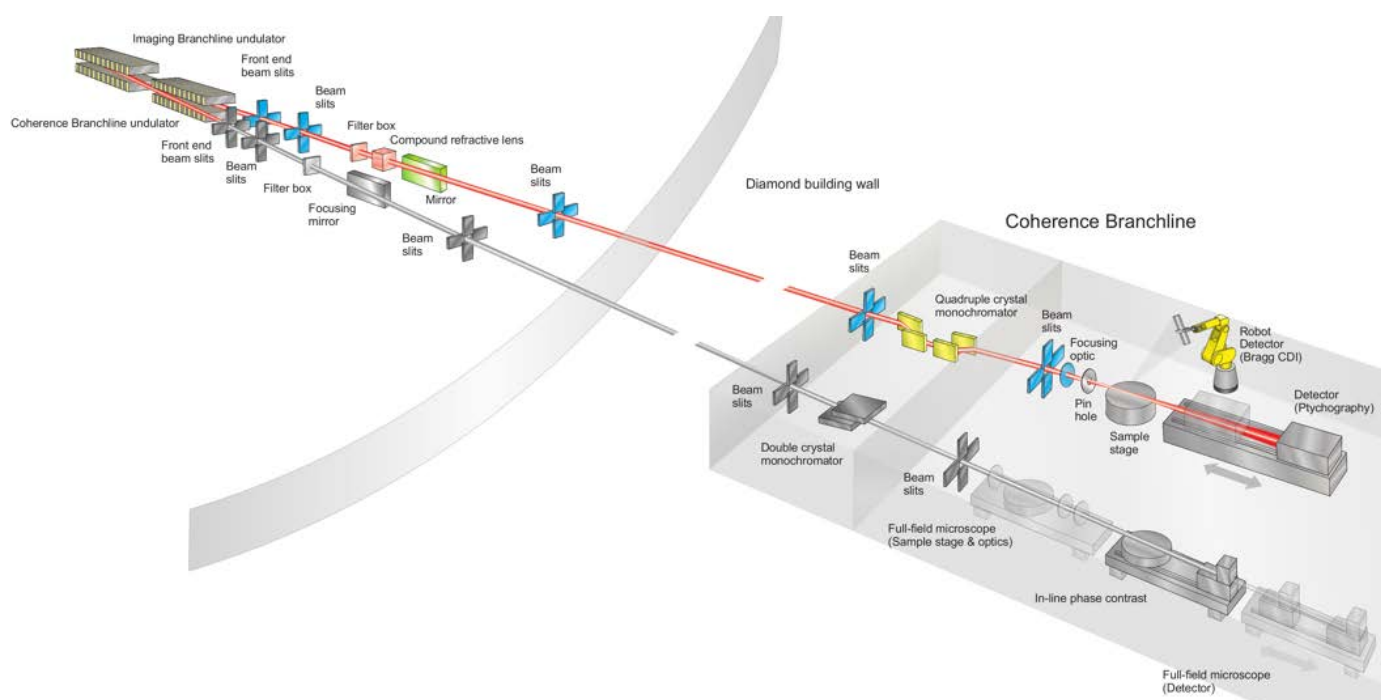 Imaging Branchline undulator
Front end
beam slits
Beam
slits
Coherence Branchline undulator
Filter box
Compound refractive lens
Front end
beam slits
Beam
slits
Filter box
Focusing
mirror
Mirror
Beam
slits
Beam
slits
Diamond building wall
Coherence Branchline
Beam
slits
Quadruple crystal
monochromator
Beam
slits
Focusing
optic
Robot
Detector
(Bragg CDI)
Pin
hole
Detector
(Ptychography)
Sample
stage
Beam
slits
Double crystal
monochromator
Beam
slits
Full-field microscope
(Sample stage & optics)
In-line phase contrast
Full-field microscope
(Detector)